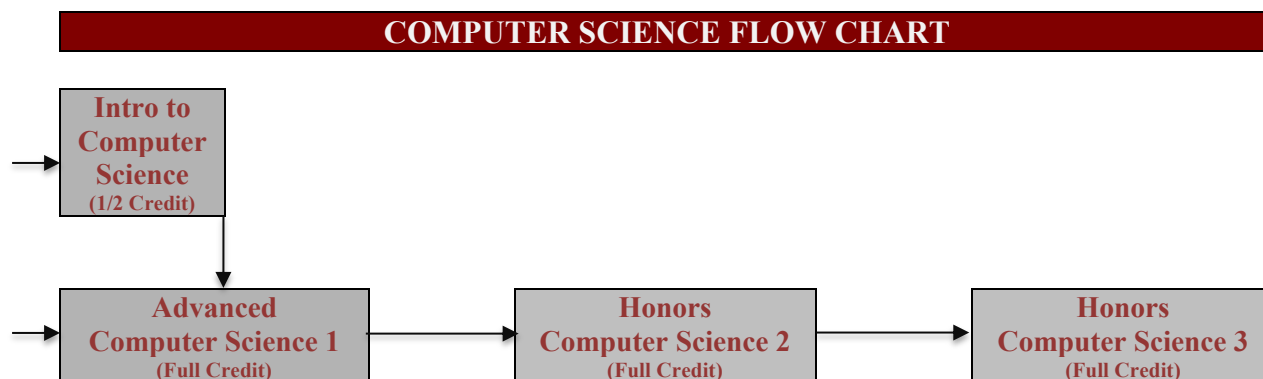 COMPUTER SCIENCE FLOW CHART
Intro to
Computer
Science
(1/2 Credit)
Advanced
Computer Science 1
(Full Credit)
Honors
Computer Science 2
(Full Credit)
Honors
Computer Science 3
(Full Credit)